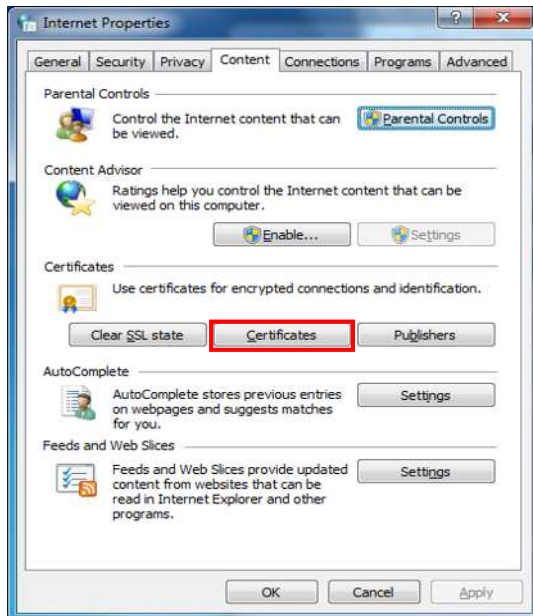 Internet Properties
General Security Privacy Content Connections Programs Advanced
Parental Controls
Control the Internet content that can
be viewed.
Parental Controls
Content Advisor
Ratings help you control the Internet content that can be
viewed on this computer.
Enable...
Settings
Certificates
Use certificates for encrypted connections and identification.
Clear SSL state
Certificates
Publishers
AutoComplete
AutoComplete stores previous entries
on webpages and suggests matches
for you.
Settings
Feeds and Web Slices
Feeds and Web Slices provide updated
content from websites that can be
read in Internet Explorer and other
programs.
Settings
OK
Cancel
Apply